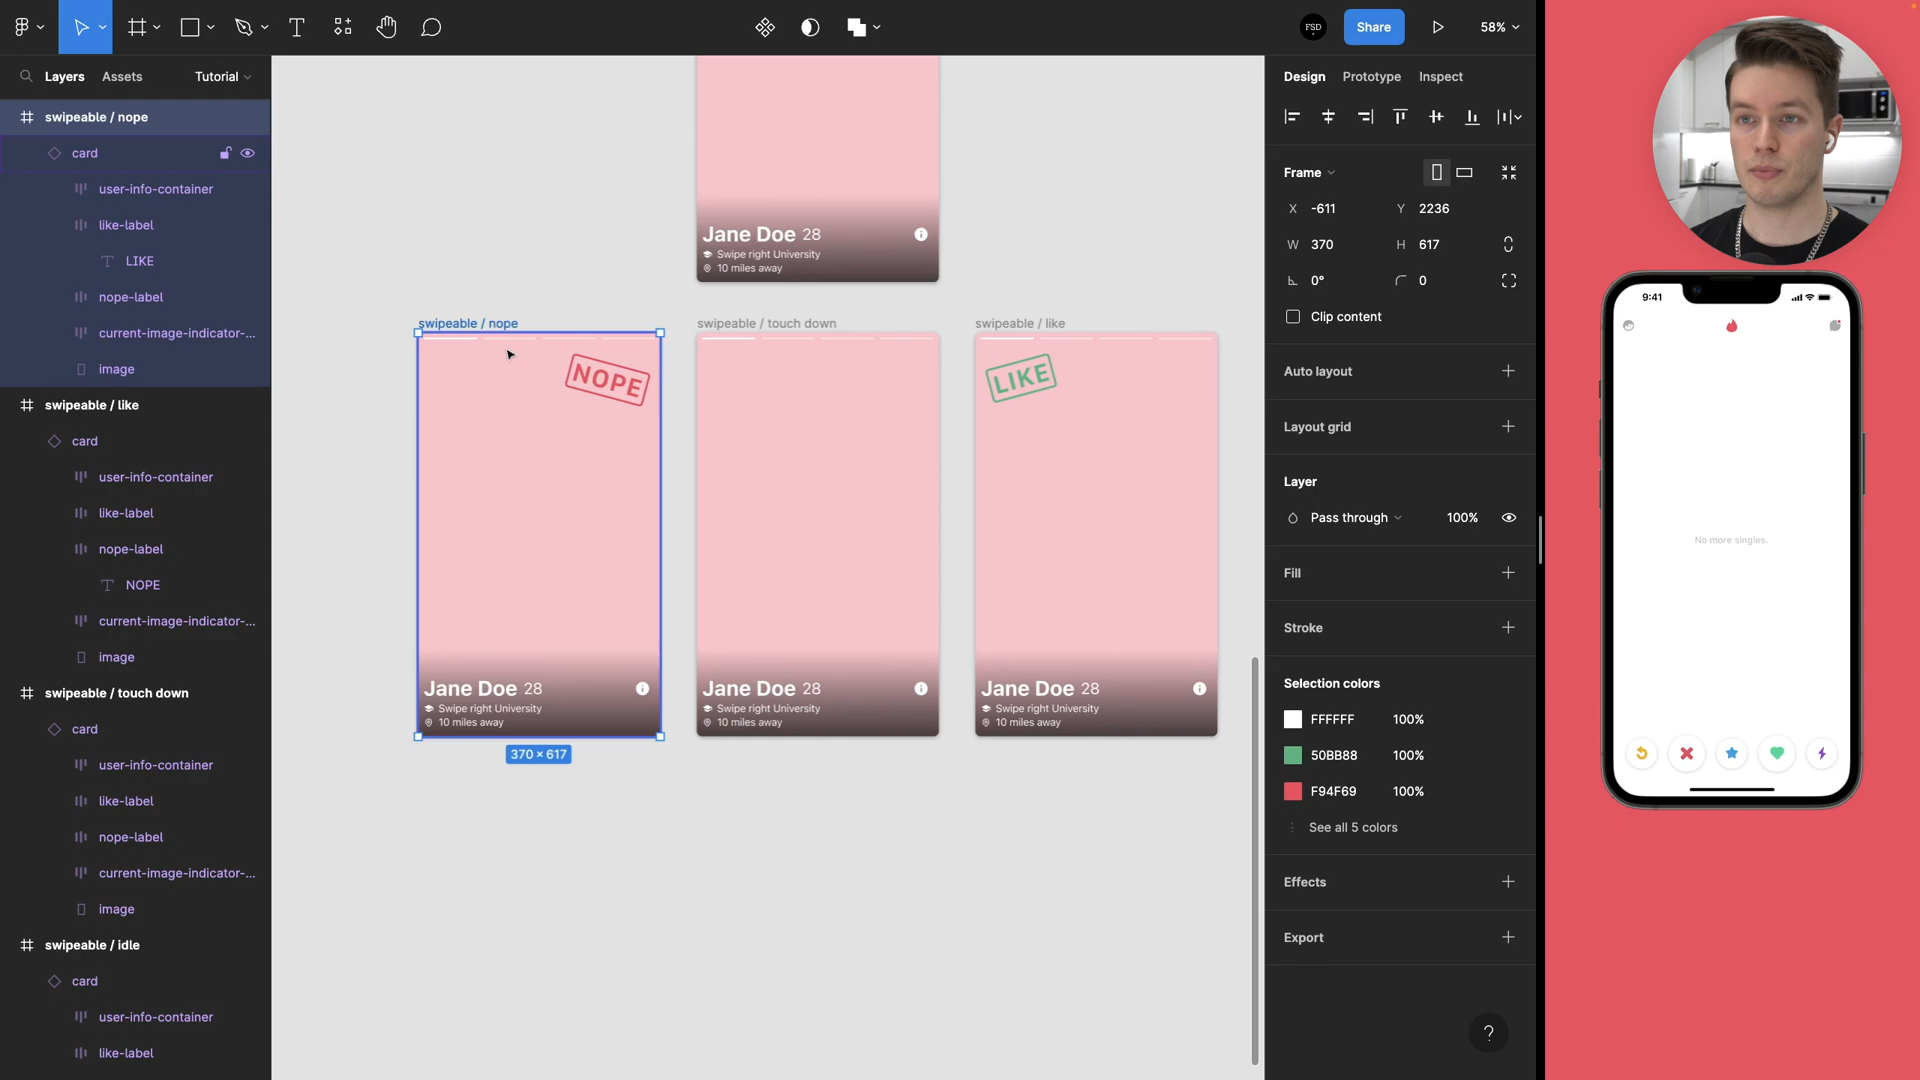 FSD
Share
58%
Layers
Assets
Tutorial
swipeable / nope
card
user-info-container
like-label
LIKE
nope-label
current-image-indicator-...
image
swipeable / like
card
user-info-container
like-label
nope-label
NOPE
current-image-indicator-...
image
swipeable / touch down
card
user-info-container
like-label
nope-label
current-image-indicator-...
image
swipeable / idle
card
user-info-container
like-label
Jane Doe 28
Swipe right University
10 miles away
swipeable / nope
NOPE
Jane Doe 28
Swipe right University
10 miles away
370 × 617
swipeable / touch down
Jane Doe 28
Swipe right University
10 miles away
swipeable / like
LIKE
Jane Doe 28
Swipe right University
10 miles away
Design
Prototype
Inspect
Frame
X -611 Y 2236
W 370 H 617
0° 0
Clip content
Auto layout
Layout grid
Layer
Pass through 100%
Fill
Stroke
Selection colors
FFFFFF 100%
50BB88 100%
F94F69 100%
See all 5 colors
Effects
Export
?
9:41
No more singles.